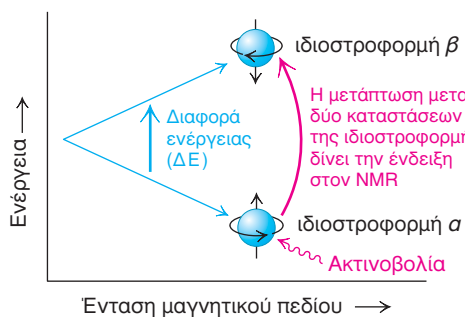 ιδιοστροφορμή β
Ενέργεια
Διαφορά
ενέργειας
(ΔΕ)
Η μετάπτωση μετα
δύο καταστάσεων
της ιδιοστροφορμη
δίνει την ένδειξη
στον NMR
ιδιοστροφορμή α
Ακτινοβολία
Ένταση μαγνητικού πεδίου